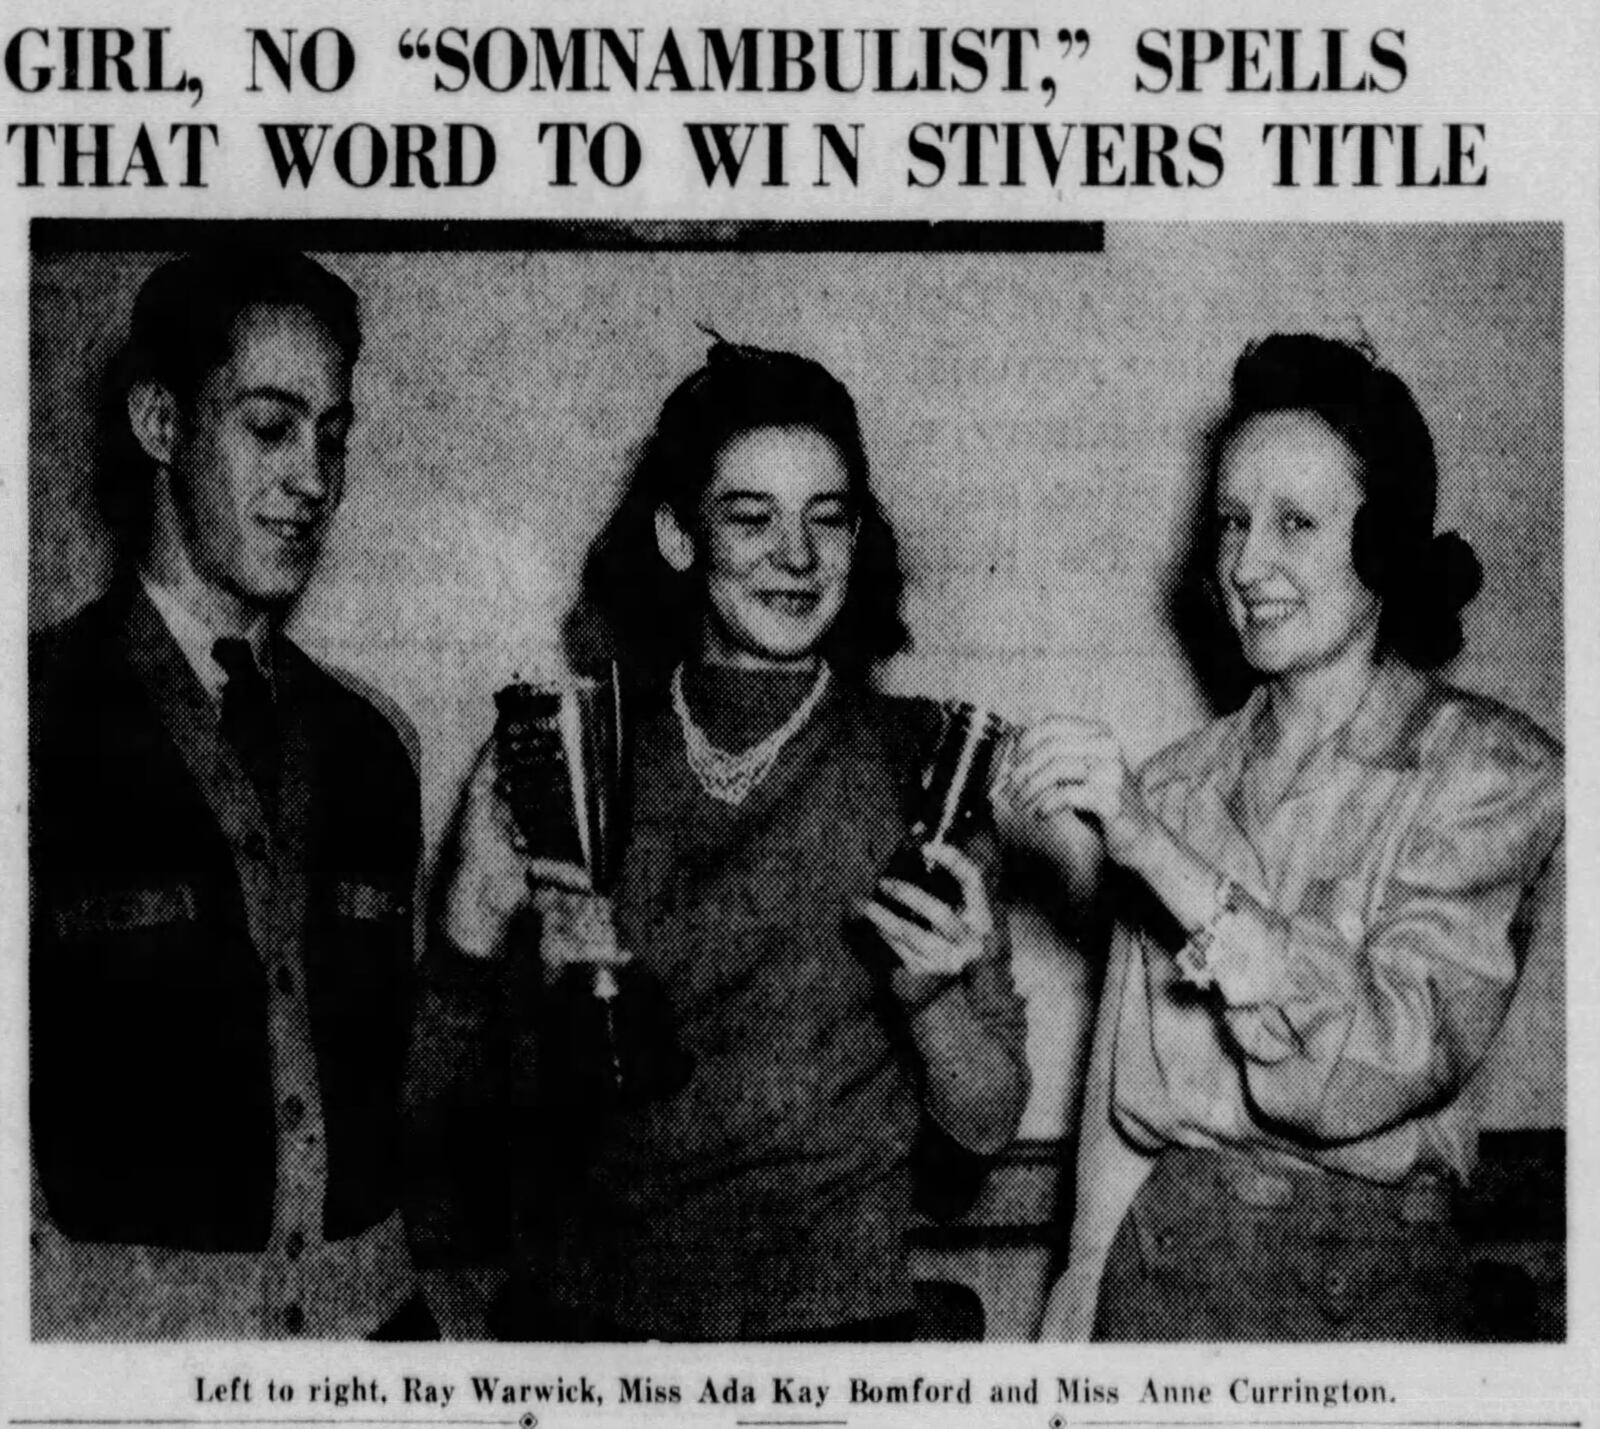 GIRL, NO “SOMNAMBULIST,” SPELLS
THAT WORD TO WIN STIVERS TITLE
Left to right, Ray Warwick, Miss Ada Kay Bomford and Miss Anne Currington.